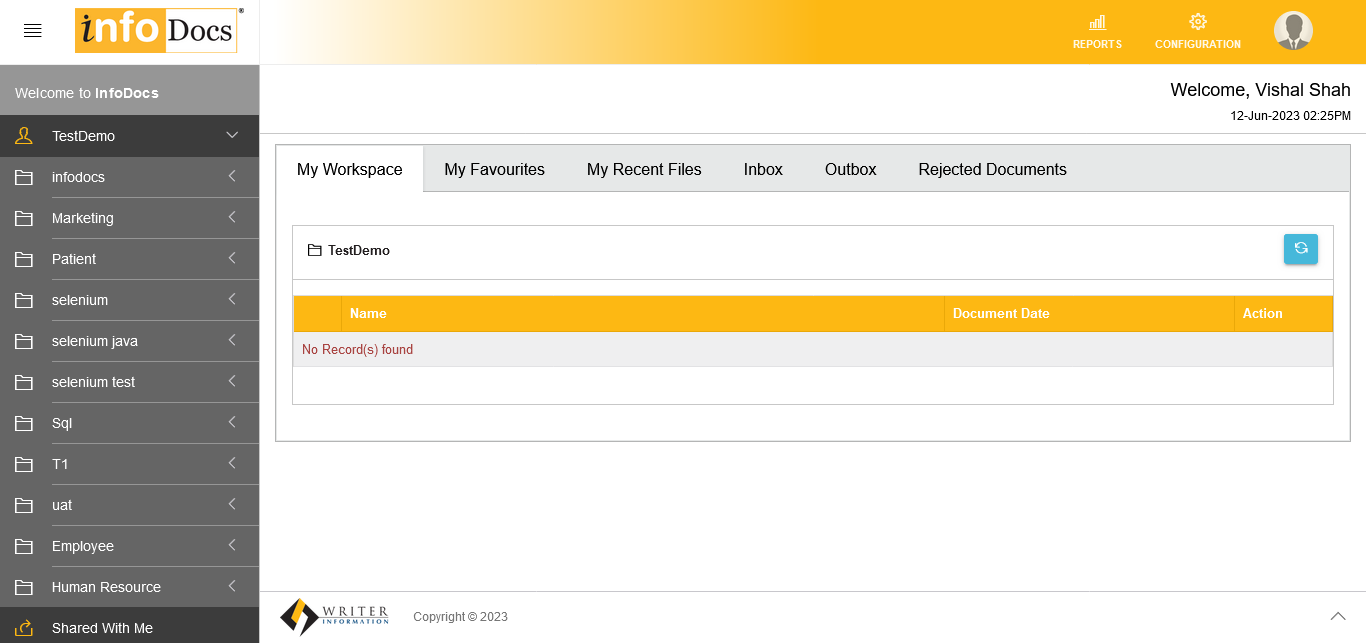 info Docs®
REPORTS
CONFIGURATION
Welcome to InfoDocs
Welcome, Vishal Shah
12-Jun-2023 02:25PM
TestDemo
infodocs
Marketing
Patient
selenium
selenium java
selenium test
Sql
T1
uat
Employee
Human Resource
Shared With Me
My Workspace My Favourites My Recent Files Inbox Outbox Rejected Documents
TestDemo
Name Document Date Action
No Record(s) found
WRITER
INFORMATION
Copyright © 2023